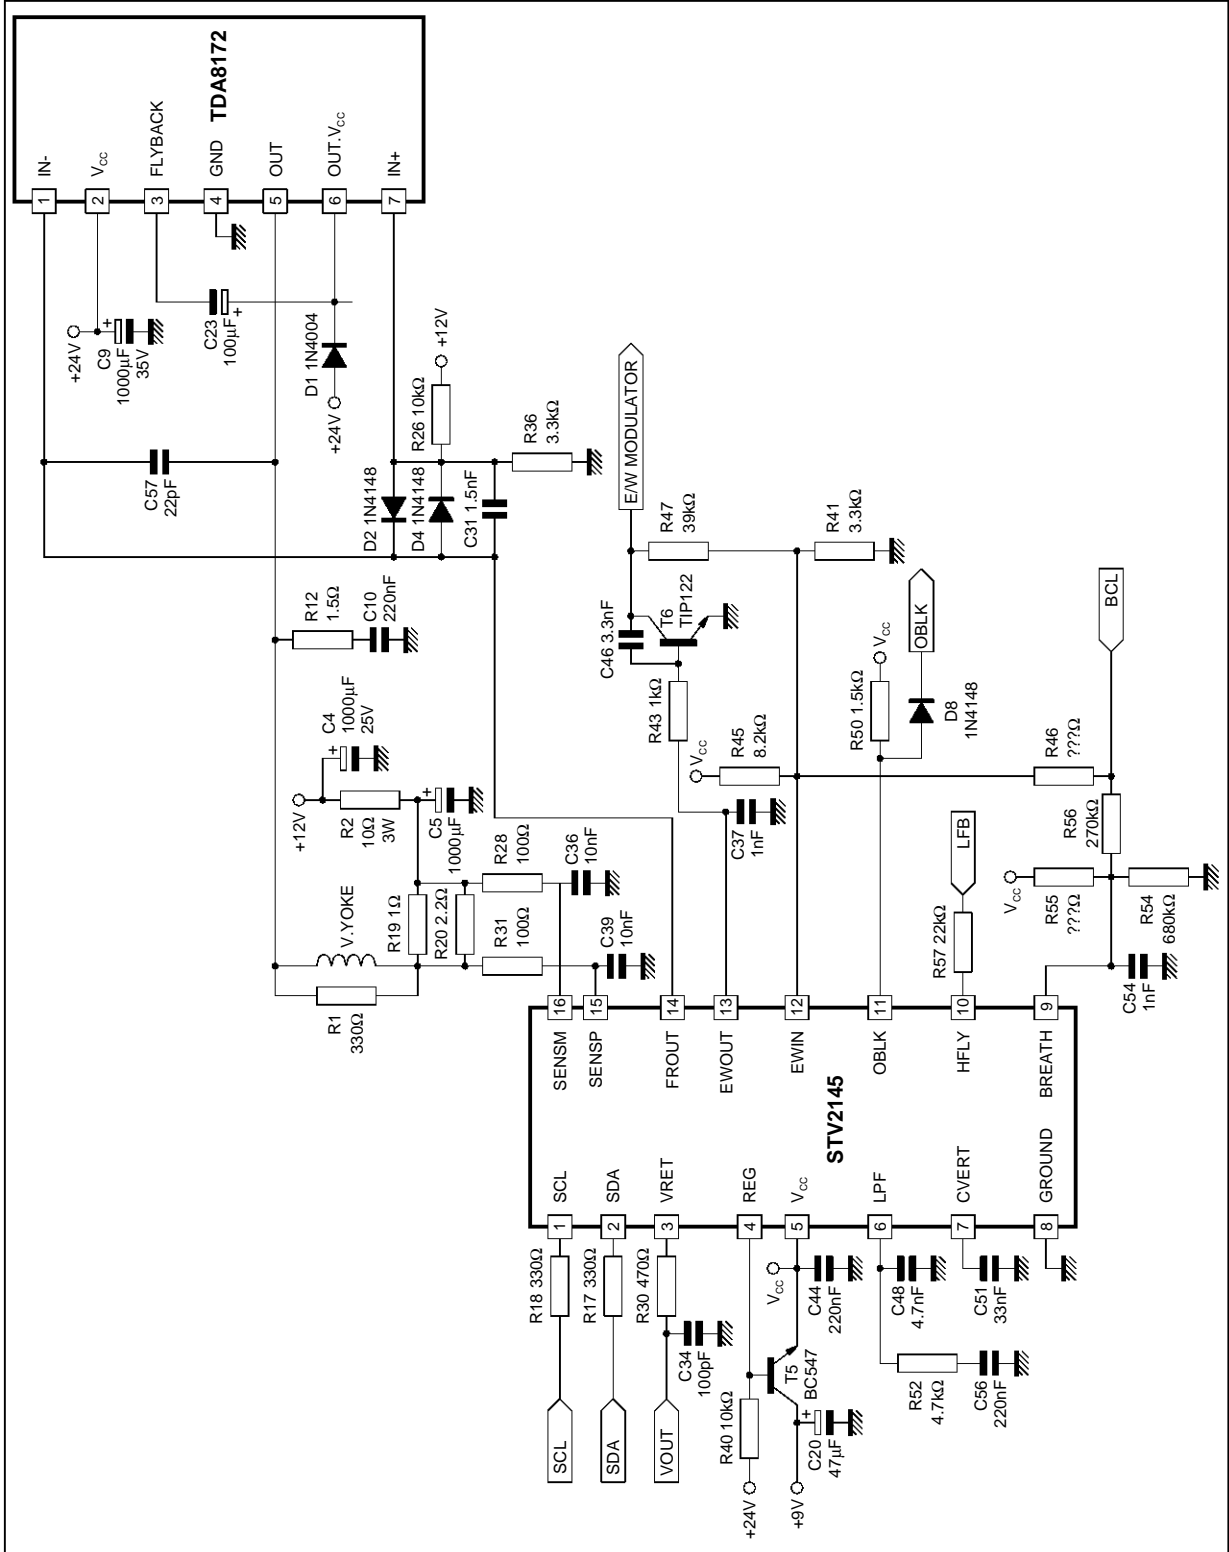 TDA8172
IN-
V_CC
FLYBACK
GND
OUT
OUT.V_CC
IN+
1
2
3
4
5
6
7
+24V
C9
1000µF
35V
+
C23
100µF
+
D1 1N4004
+24V
C57
22pF
D2 1N4148
D4 1N4148
C31 1.5nF
R26 10kΩ
+12V
R36
3.3kΩ
R12
1.5Ω
C10
220nF
C4
1000µF
25V
+
+12V
R2
10Ω
3W
C5
1000µF
+
V.YOKE
R1
330Ω
R19 1Ω
R20 2.2Ω
R28
100Ω
R31
100Ω
C36
10nF
C39
10nF
E/W MODULATOR
R47
39kΩ
R41
3.3kΩ
C46 3.3nF
T6
TIP122
R43 1kΩ
V_CC
R45
8.2kΩ
C37
1nF
R50 1.5kΩ
V_CC
OBLK
D8
1N4148
BCL
R46
???Ω
R56
270kΩ
LFB
R57 22kΩ
V_CC
R55
???Ω
R54
680kΩ
C54
1nF
16
15
14
13
12
11
10
9
SENSM
SENSP
FROUT
EWOUT
EWIN
OBLK
HFLY
BREATH
STV2145
SCL
SDA
VRET
REG
V_CC
LPF
CVERT
GROUND
1
2
3
4
5
6
7
8
R18 330Ω
R17 330Ω
R30 470Ω
C34
100pF
SCL
SDA
VOUT
R40 10kΩ
+24V
T5
BC547
+9V
C20
47µF
+
V_CC
C44
220nF
C48
4.7nF
C51
33nF
R52
4.7kΩ
C56
220nF